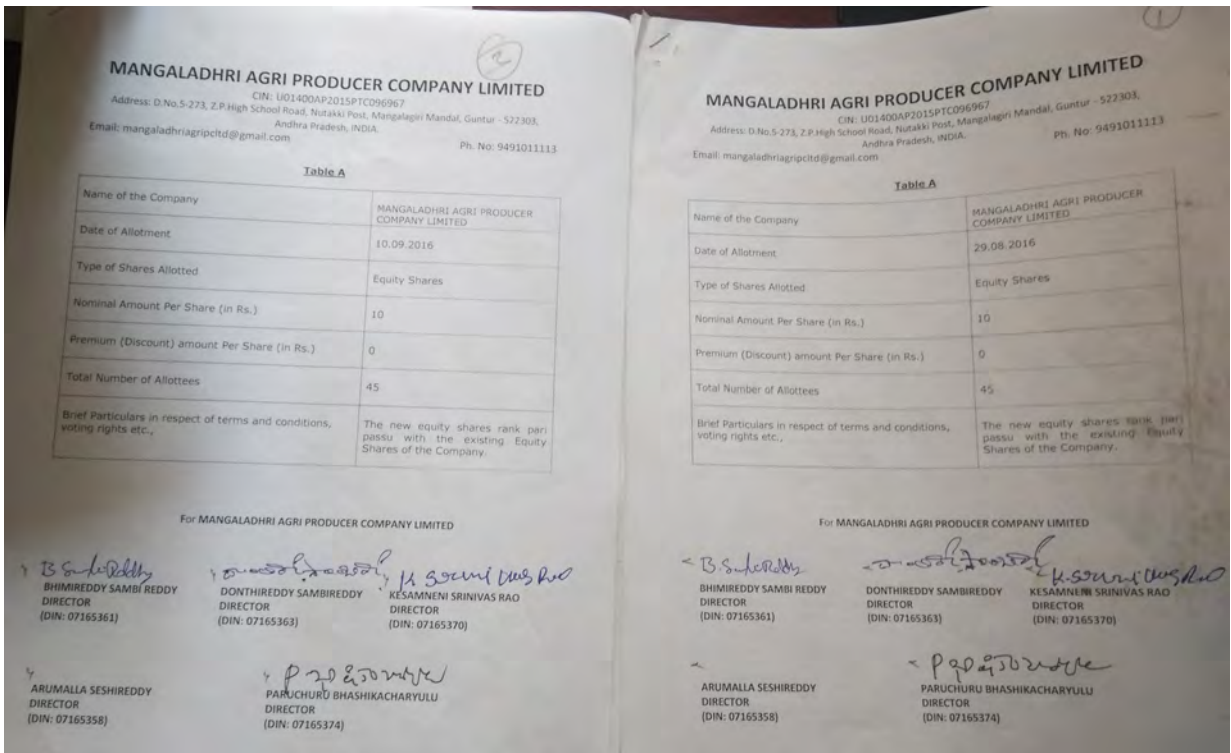 2
MANGALADHRI AGRI PRODUCER COMPANY LIMITED
CIN: U01400AP2015PTC096967
Address: D.No.5-273, Z.P.High School Road, Nutakki Post, Mangalagiri Mandal, Guntur - 522303,
Andhra Pradesh, INDIA.
Email: mangaladhriagripcltd@gmail.com
Ph. No: 9491011113
Table A
Name of the Company
MANGALADHRI AGRI PRODUCER
COMPANY LIMITED
Date of Allotment
10.09.2016
Type of Shares Allotted
Equity Shares
Nominal Amount Per Share (in Rs.)
10
Premium (Discount) amount Per Share (in Rs.)
0
Total Number of Allottees
45
Brief Particulars in respect of terms and conditions,
voting rights etc.,
The new equity shares rank pari
passu with the existing Equity
Shares of the Company.
For MANGALADHRI AGRI PRODUCER COMPANY LIMITED
BHIMIREDDY SAMBI REDDY
DIRECTOR
(DIN: 07165361)
DONTHIREDDY SAMBIREDDY
DIRECTOR
(DIN: 07165363)
KESAMNENI SRINIVAS RAO
DIRECTOR
(DIN: 07165370)
ARUMALLA SESHIREDDY
DIRECTOR
(DIN: 07165358)
PARUCHURU BHASHIKACHARYULU
DIRECTOR
(DIN: 07165374)
1
MANGALADHRI AGRI PRODUCER COMPANY LIMITED
CIN: U01400AP2015PTC096967
Address: D.No.5-273, Z.P.High School Road, Nutakki Post, Mangalagiri Mandal, Guntur - 522303,
Andhra Pradesh, INDIA.
Email: mangaladhriagripcltd@gmail.com
Ph. No: 9491011113
Table A
Name of the Company
MANGALADHRI AGRI PRODUCER
COMPANY LIMITED
Date of Allotment
29.08.2016
Type of Shares Allotted
Equity Shares
Nominal Amount Per Share (in Rs.)
10
Premium (Discount) amount Per Share (in Rs.)
0
Total Number of Allottees
45
Brief Particulars in respect of terms and conditions,
voting rights etc.,
The new equity shares rank pari
passu with the existing Equity
Shares of the Company.
For MANGALADHRI AGRI PRODUCER COMPANY LIMITED
BHIMIREDDY SAMBI REDDY
DIRECTOR
(DIN: 07165361)
DONTHIREDDY SAMBIREDDY
DIRECTOR
(DIN: 07165363)
KESAMNENI SRINIVAS RAO
DIRECTOR
(DIN: 07165370)
ARUMALLA SESHIREDDY
DIRECTOR
(DIN: 07165358)
PARUCHURU BHASHIKACHARYULU
DIRECTOR
(DIN: 07165374)